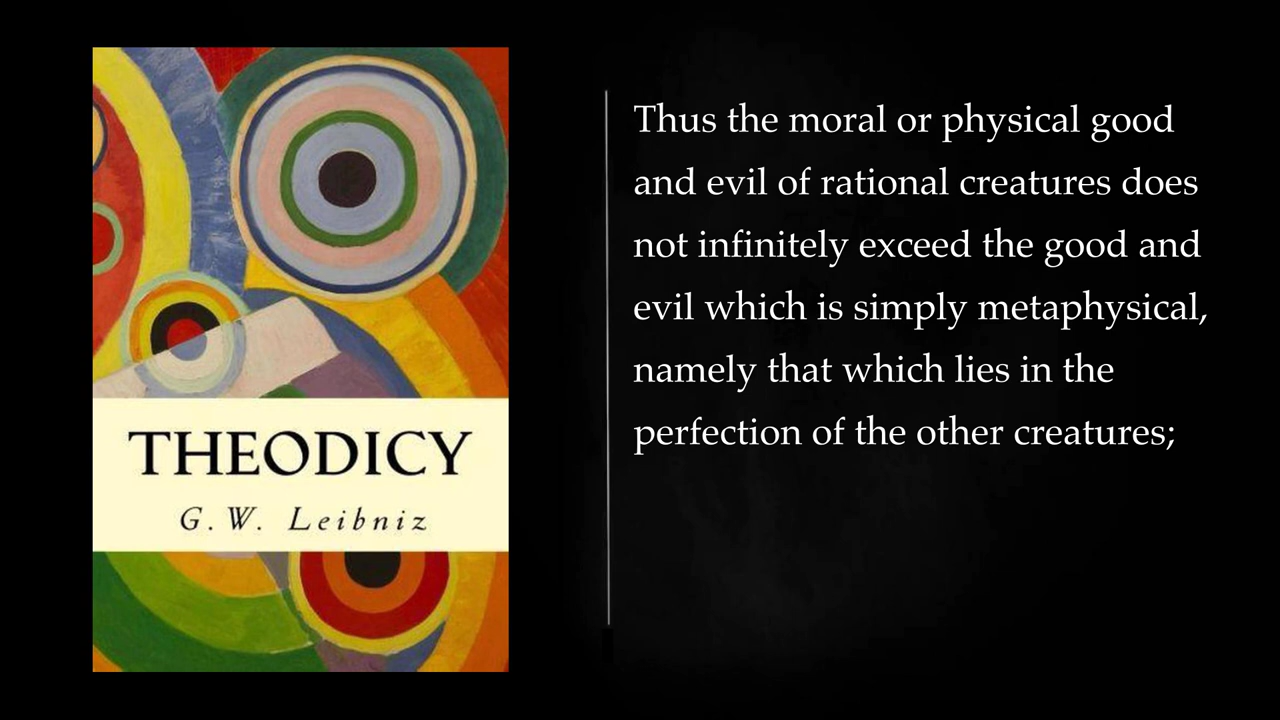 THEODICY
G. W. Leibniz
Thus the moral or physical good
and evil of rational creatures does
not infinitely exceed the good and
evil which is simply metaphysical,
namely that which lies in the
perfection of the other creatures;